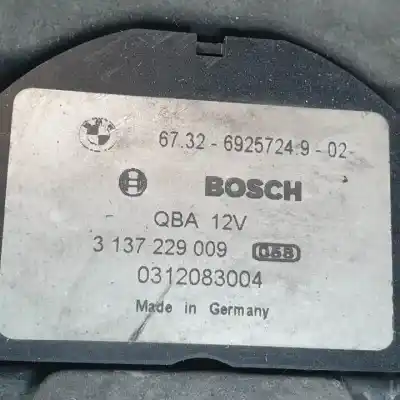 67.32 - 6925724.9 - 02-
BOSCH
QBA 12V
3 137 229 009 058
0312083004
Made in Germany